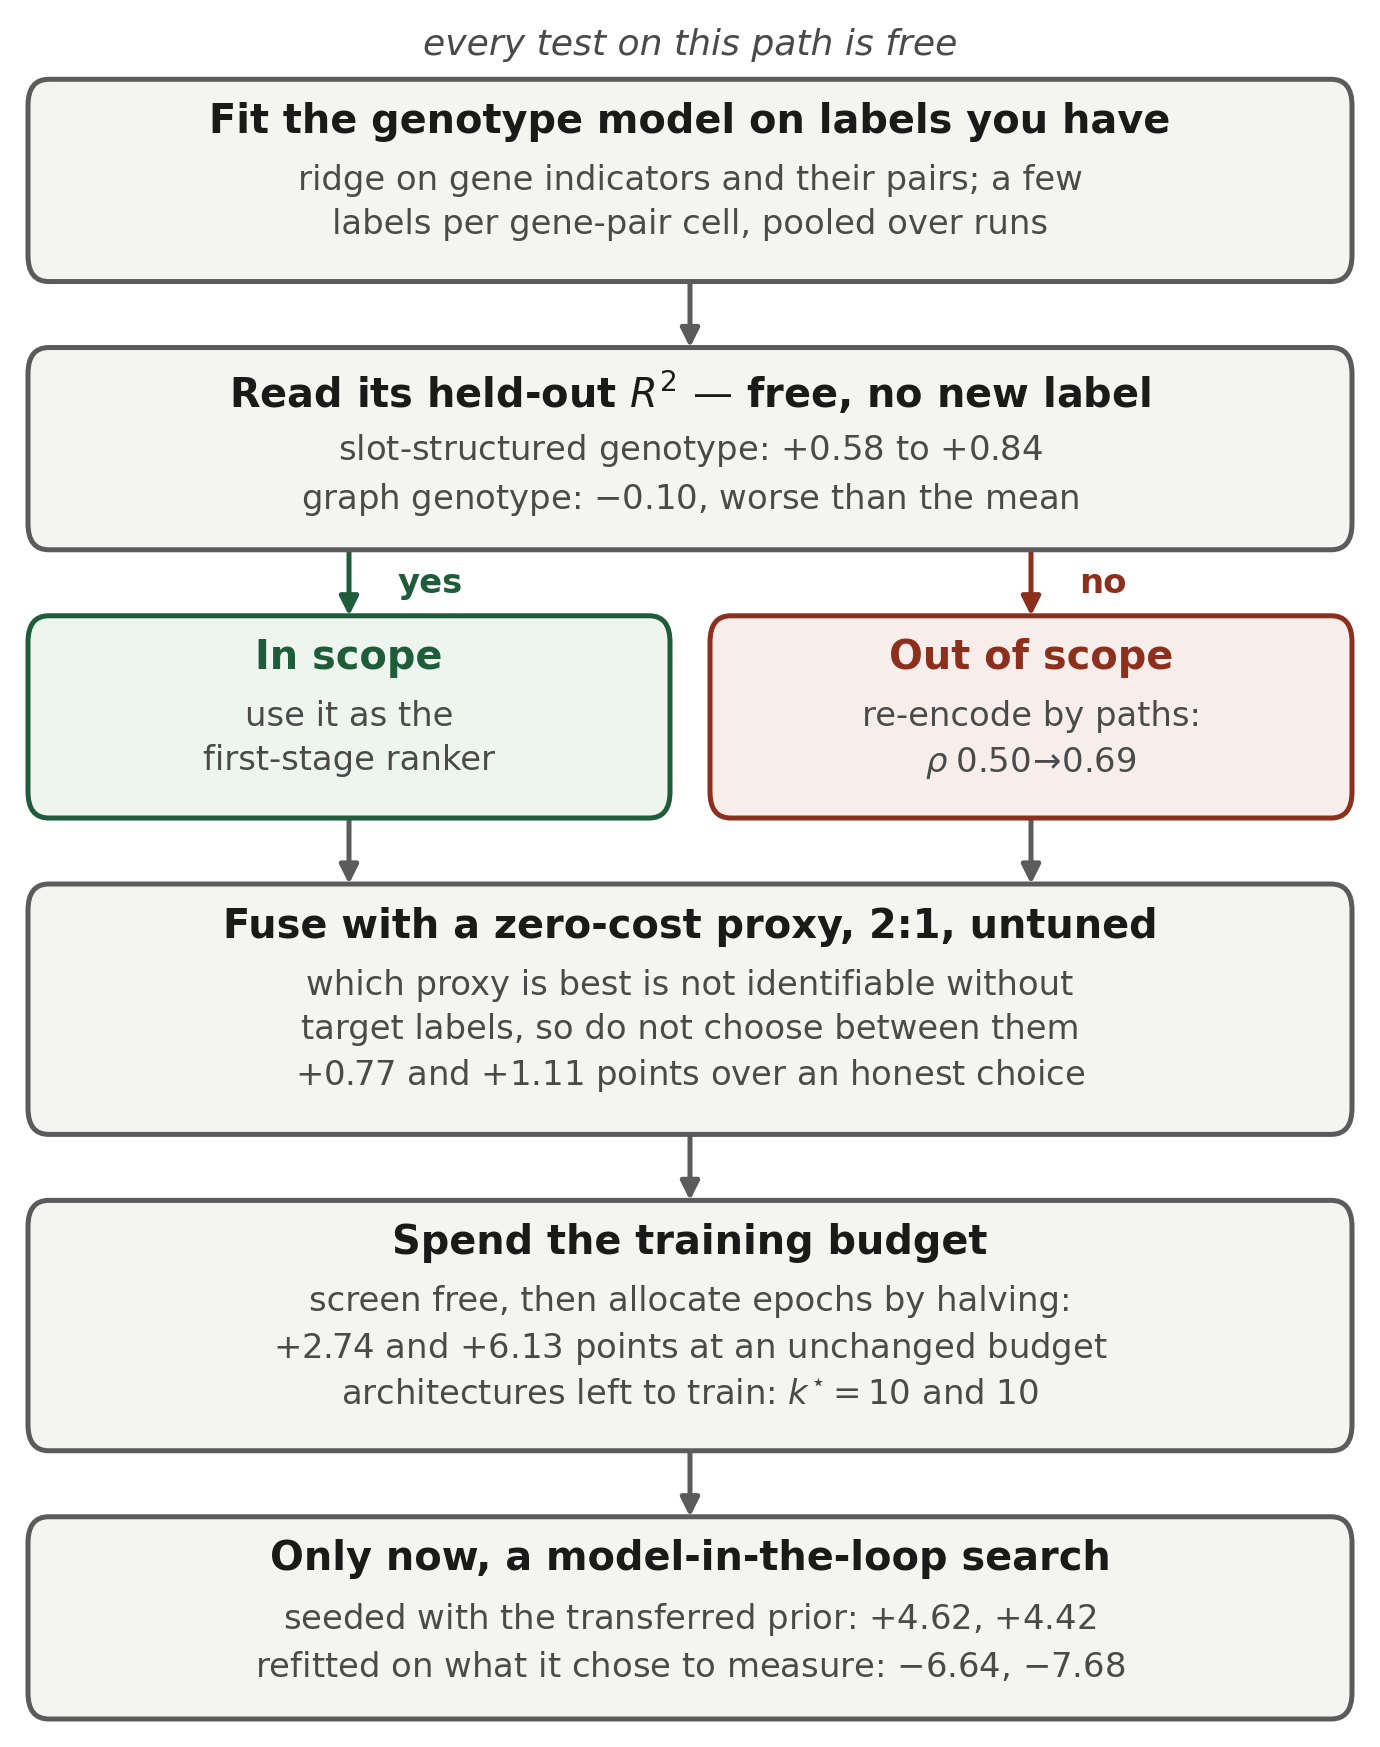 every test on this path is free
Fit the genotype model on labels you have
ridge on gene indicators and their pairs; a few
labels per gene-pair cell, pooled over runs
Read its held-out R² — free, no new label
slot-structured genotype: +0.58 to +0.84
graph genotype: −0.10, worse than the mean
yes
no
In scope
use it as the
first-stage ranker
Out of scope
re-encode by paths:
ρ 0.50→0.69
Fuse with a zero-cost proxy, 2:1, untuned
which proxy is best is not identifiable without
target labels, so do not choose between them
+0.77 and +1.11 points over an honest choice
Spend the training budget
screen free, then allocate epochs by halving:
+2.74 and +6.13 points at an unchanged budget
architectures left to train: k⋆ = 10 and 10
Only now, a model-in-the-loop search
seeded with the transferred prior: +4.62, +4.42
refitted on what it chose to measure: −6.64, −7.68